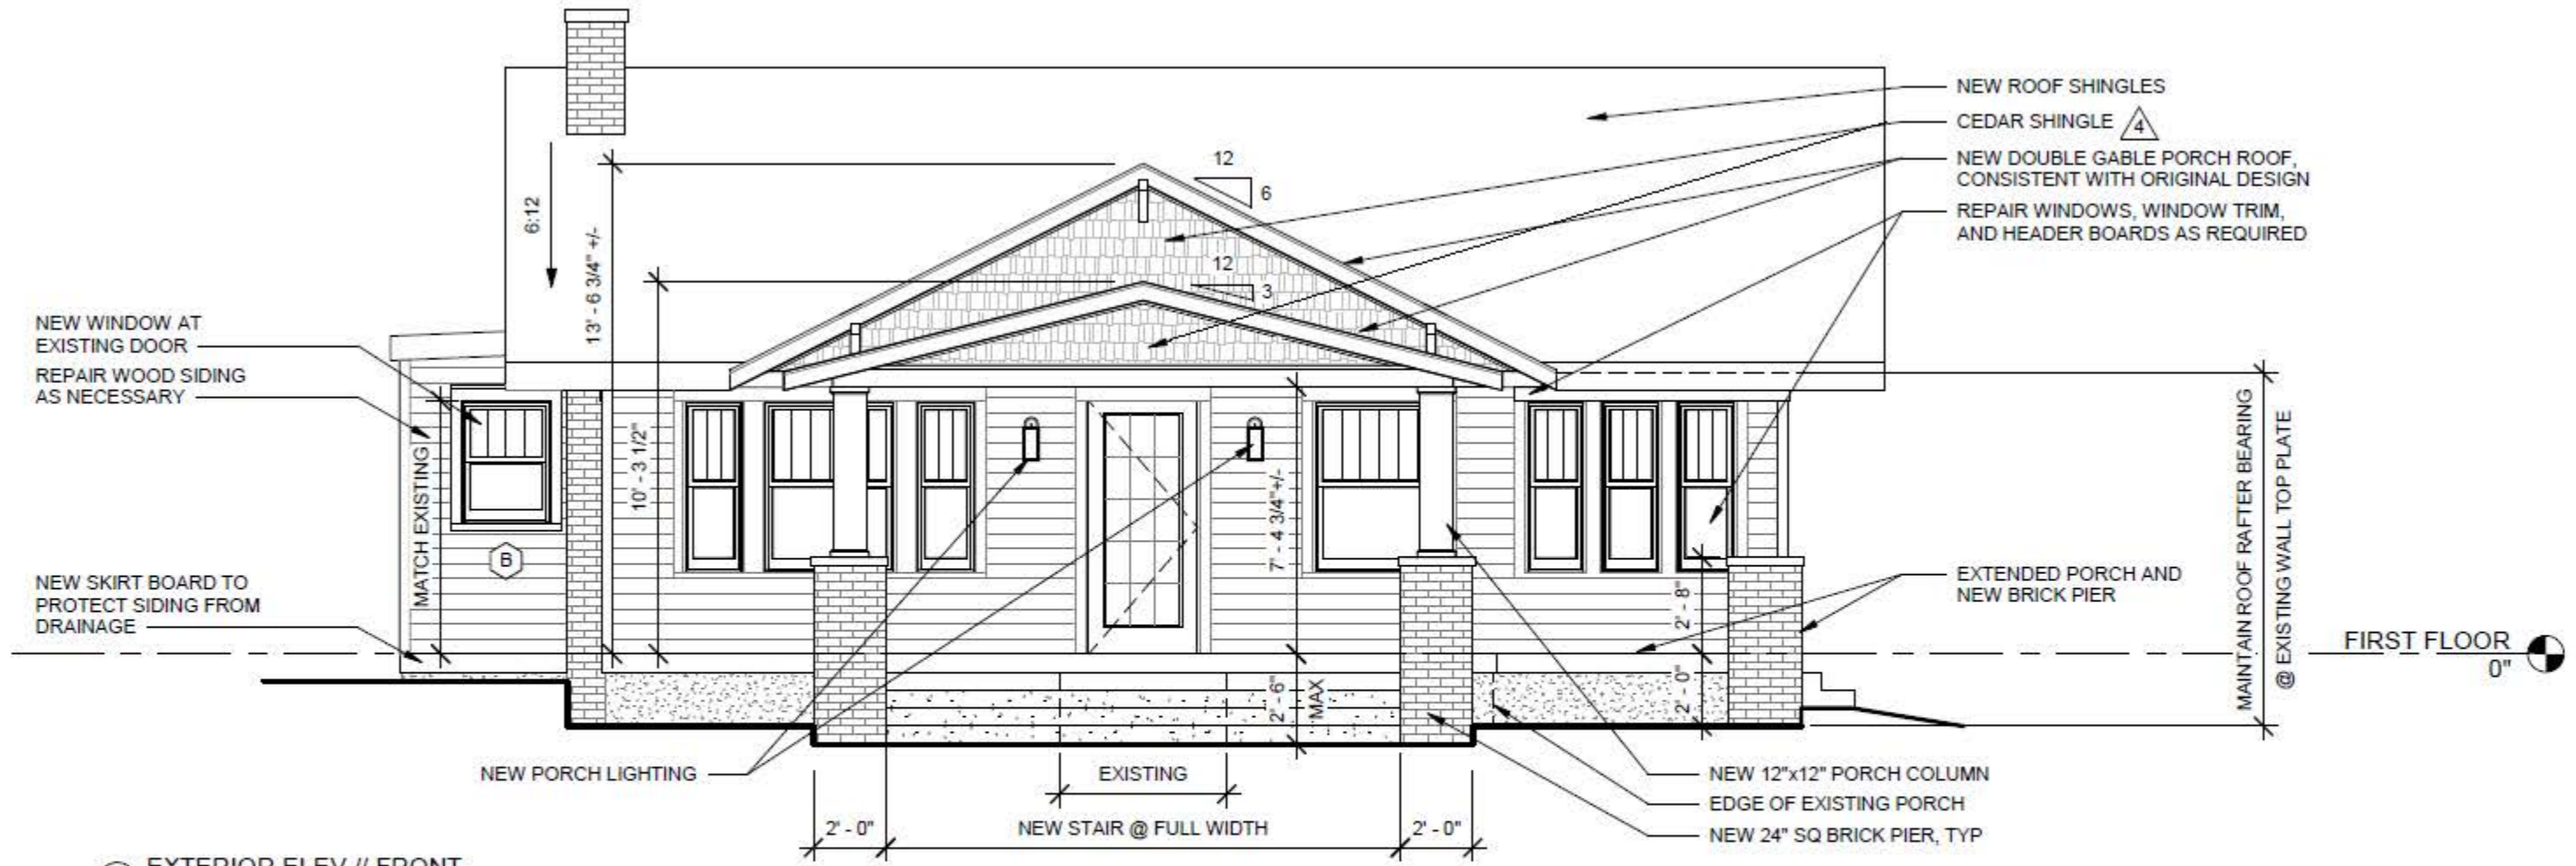 NEW ROOF SHINGLES
CEDAR SHINGLE 4
NEW DOUBLE GABLE PORCH ROOF,
CONSISTENT WITH ORIGINAL DESIGN
REPAIR WINDOWS, WINDOW TRIM,
AND HEADER BOARDS AS REQUIRED
12
6
12
3
6:12
13' - 6 3/4" +/-
10' - 3 1/2"
NEW WINDOW AT
EXISTING DOOR
REPAIR WOOD SIDING
AS NECESSARY
MATCH EXISTING
B
NEW SKIRT BOARD TO
PROTECT SIDING FROM
DRAINAGE
7' - 4 3/4"+/-
2' - 6"
MAX
2' - 8"
2' - 0"
EXTENDED PORCH AND
NEW BRICK PIER
MAINTAIN ROOF RAFTER BEARING
@ EXISTING WALL TOP PLATE
FIRST FLOOR
0"
NEW PORCH LIGHTING
EXISTING
2' - 0"
NEW STAIR @ FULL WIDTH
2' - 0"
NEW 12"x12" PORCH COLUMN
EDGE OF EXISTING PORCH
NEW 24" SQ BRICK PIER, TYP
EXTERIOR ELEV // FRONT